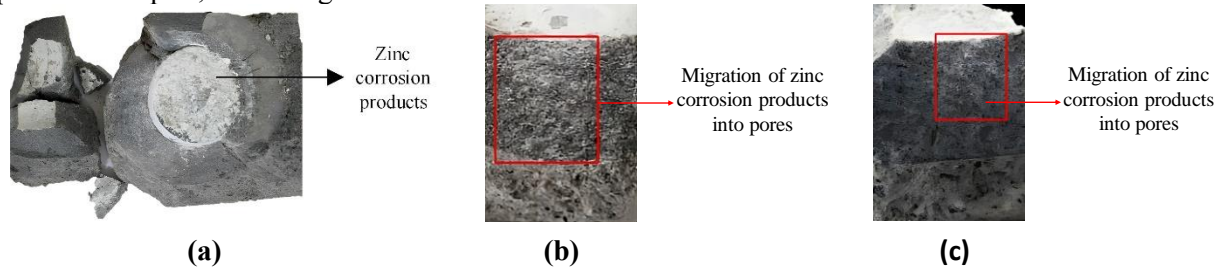 Zinc
corrosion
products
Migration of zinc
corrosion products
into pores
Migration of zinc
corrosion products
into pores
(a)
(b)
(c)